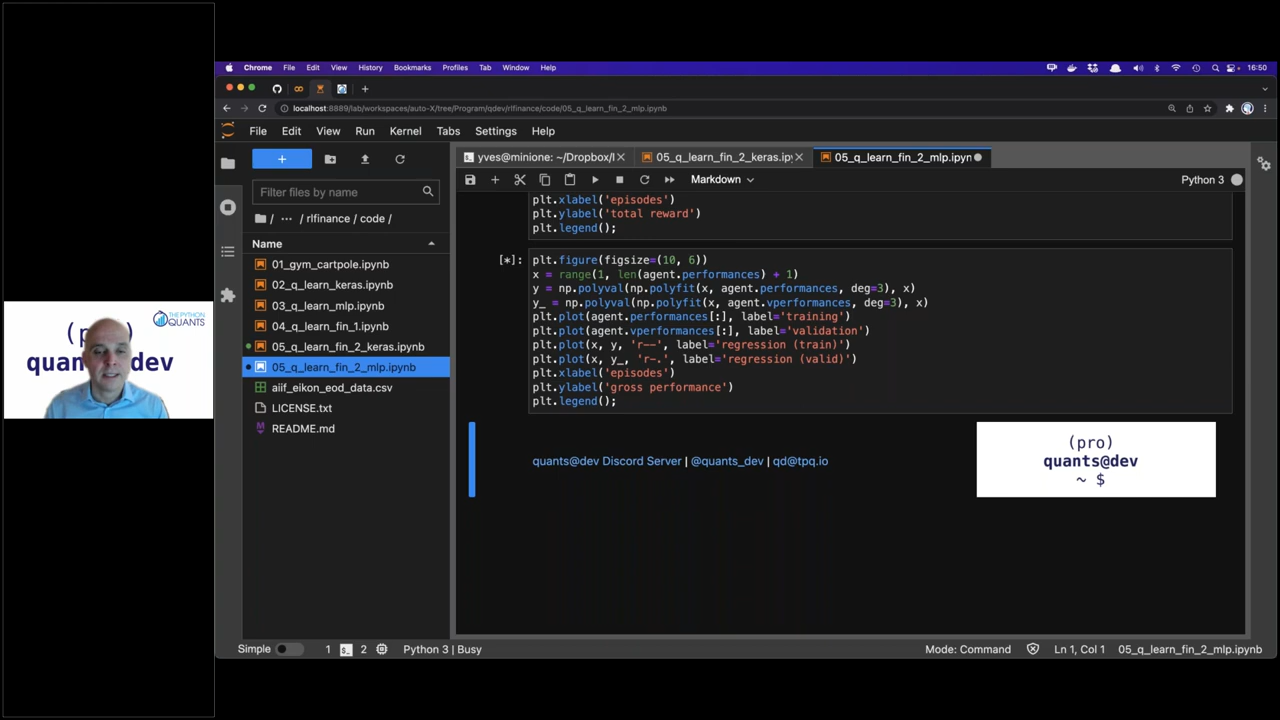 Chrome File Edit View History Bookmarks Profiles Tab Window Help 16:50
localhost:8889/lab/workspaces/auto-X/tree/Program/qdev/rlfinance/code/05_q_learn_fin_2_mlp.ipynb
File Edit View Run Kernel Tabs Settings Help
+
Filter files by name
/ ··· / rlfinance / code /
Name
01_gym_cartpole.ipynb
02_q_learn_keras.ipynb
03_q_learn_mlp.ipynb
04_q_learn_fin_1.ipynb
05_q_learn_fin_2_keras.ipynb
05_q_learn_fin_2_mlp.ipynb
aiif_eikon_eod_data.csv
LICENSE.txt
README.md
yves@minione: ~/Dropbox/
05_q_learn_fin_2_keras.ipy
05_q_learn_fin_2_mlp.ipyn
Markdown
Python 3
plt.xlabel('episodes')
plt.ylabel('total reward')
plt.legend();
[*]:
plt.figure(figsize=(10, 6))
x = range(1, len(agent.performances) + 1)
y = np.polyval(np.polyfit(x, agent.performances, deg=3), x)
y_ = np.polyval(np.polyfit(x, agent.vperformances, deg=3), x)
plt.plot(agent.performances[:], label='training')
plt.plot(agent.vperformances[:], label='validation')
plt.plot(x, y, 'r--', label='regression (train)')
plt.plot(x, y_, 'r-.', label='regression (valid)')
plt.xlabel('episodes')
plt.ylabel('gross performance')
plt.legend();
quants@dev Discord Server | @quants_dev | qd@tpq.io
(pro)
quants@dev
~ $
THE PYTHON
QUANTS
Simple 1 2 Python 3 | Busy
Mode: Command Ln 1, Col 1 05_q_learn_fin_2_mlp.ipynb